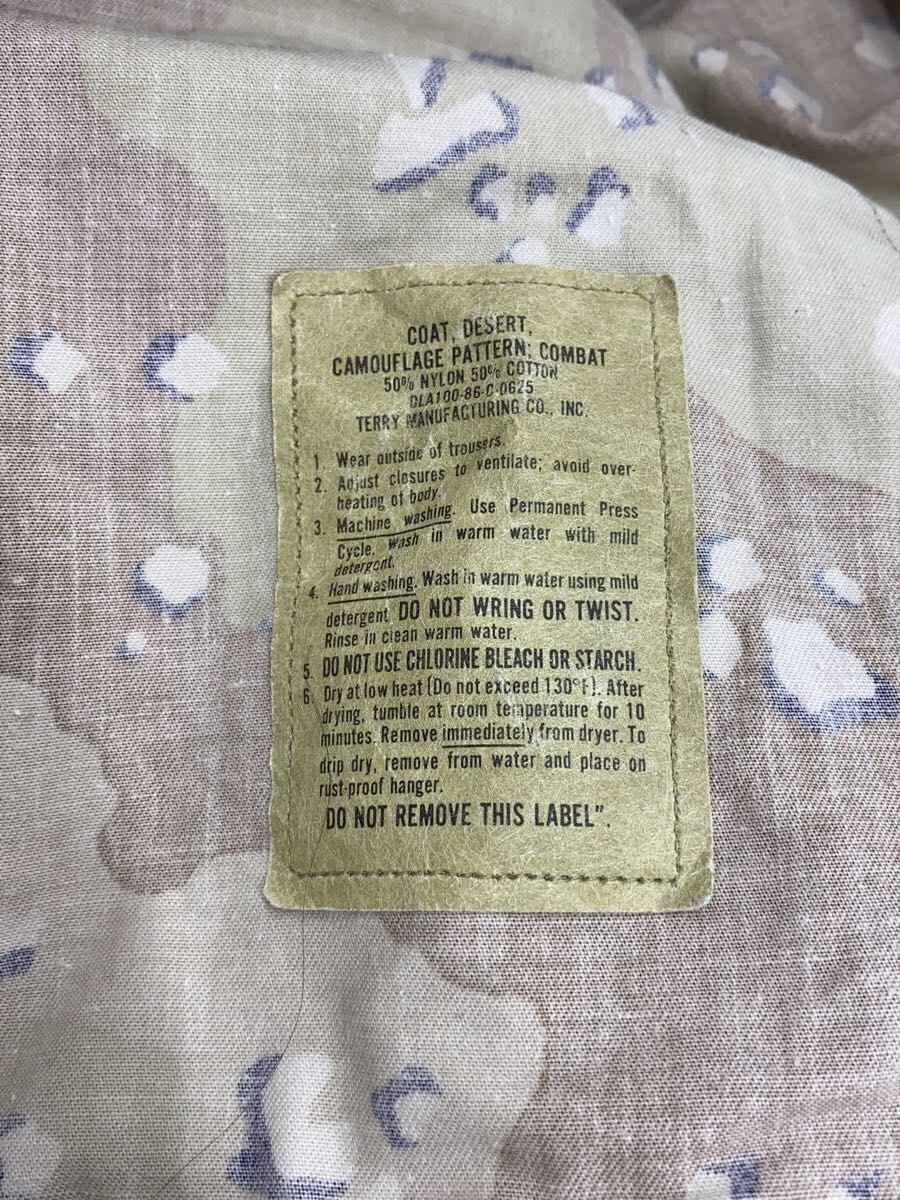 COAT, DESERT,
CAMOUFLAGE PATTERN; COMBAT
50% NYLON 50% COTTON
DLA100-86-C-0625
TERRY MANUFACTURING CO., INC.
1. Wear outside of trousers.
2. Adjust closures to ventilate; avoid over-
heating of body.
3. Machine washing. Use Permanent Press
Cycle, wash in warm water with mild
detergent.
4. Hand washing. Wash in warm water using mild
detergent. DO NOT WRING OR TWIST.
Rinse in clean warm water.
5. DO NOT USE CHLORINE BLEACH OR STARCH.
6. Dry at low heat (Do not exceed 130°F). After
drying, tumble at room temperature for 10
minutes. Remove immediately from dryer. To
drip dry, remove from water and place on
rust-proof hanger.
DO NOT REMOVE THIS LABEL".